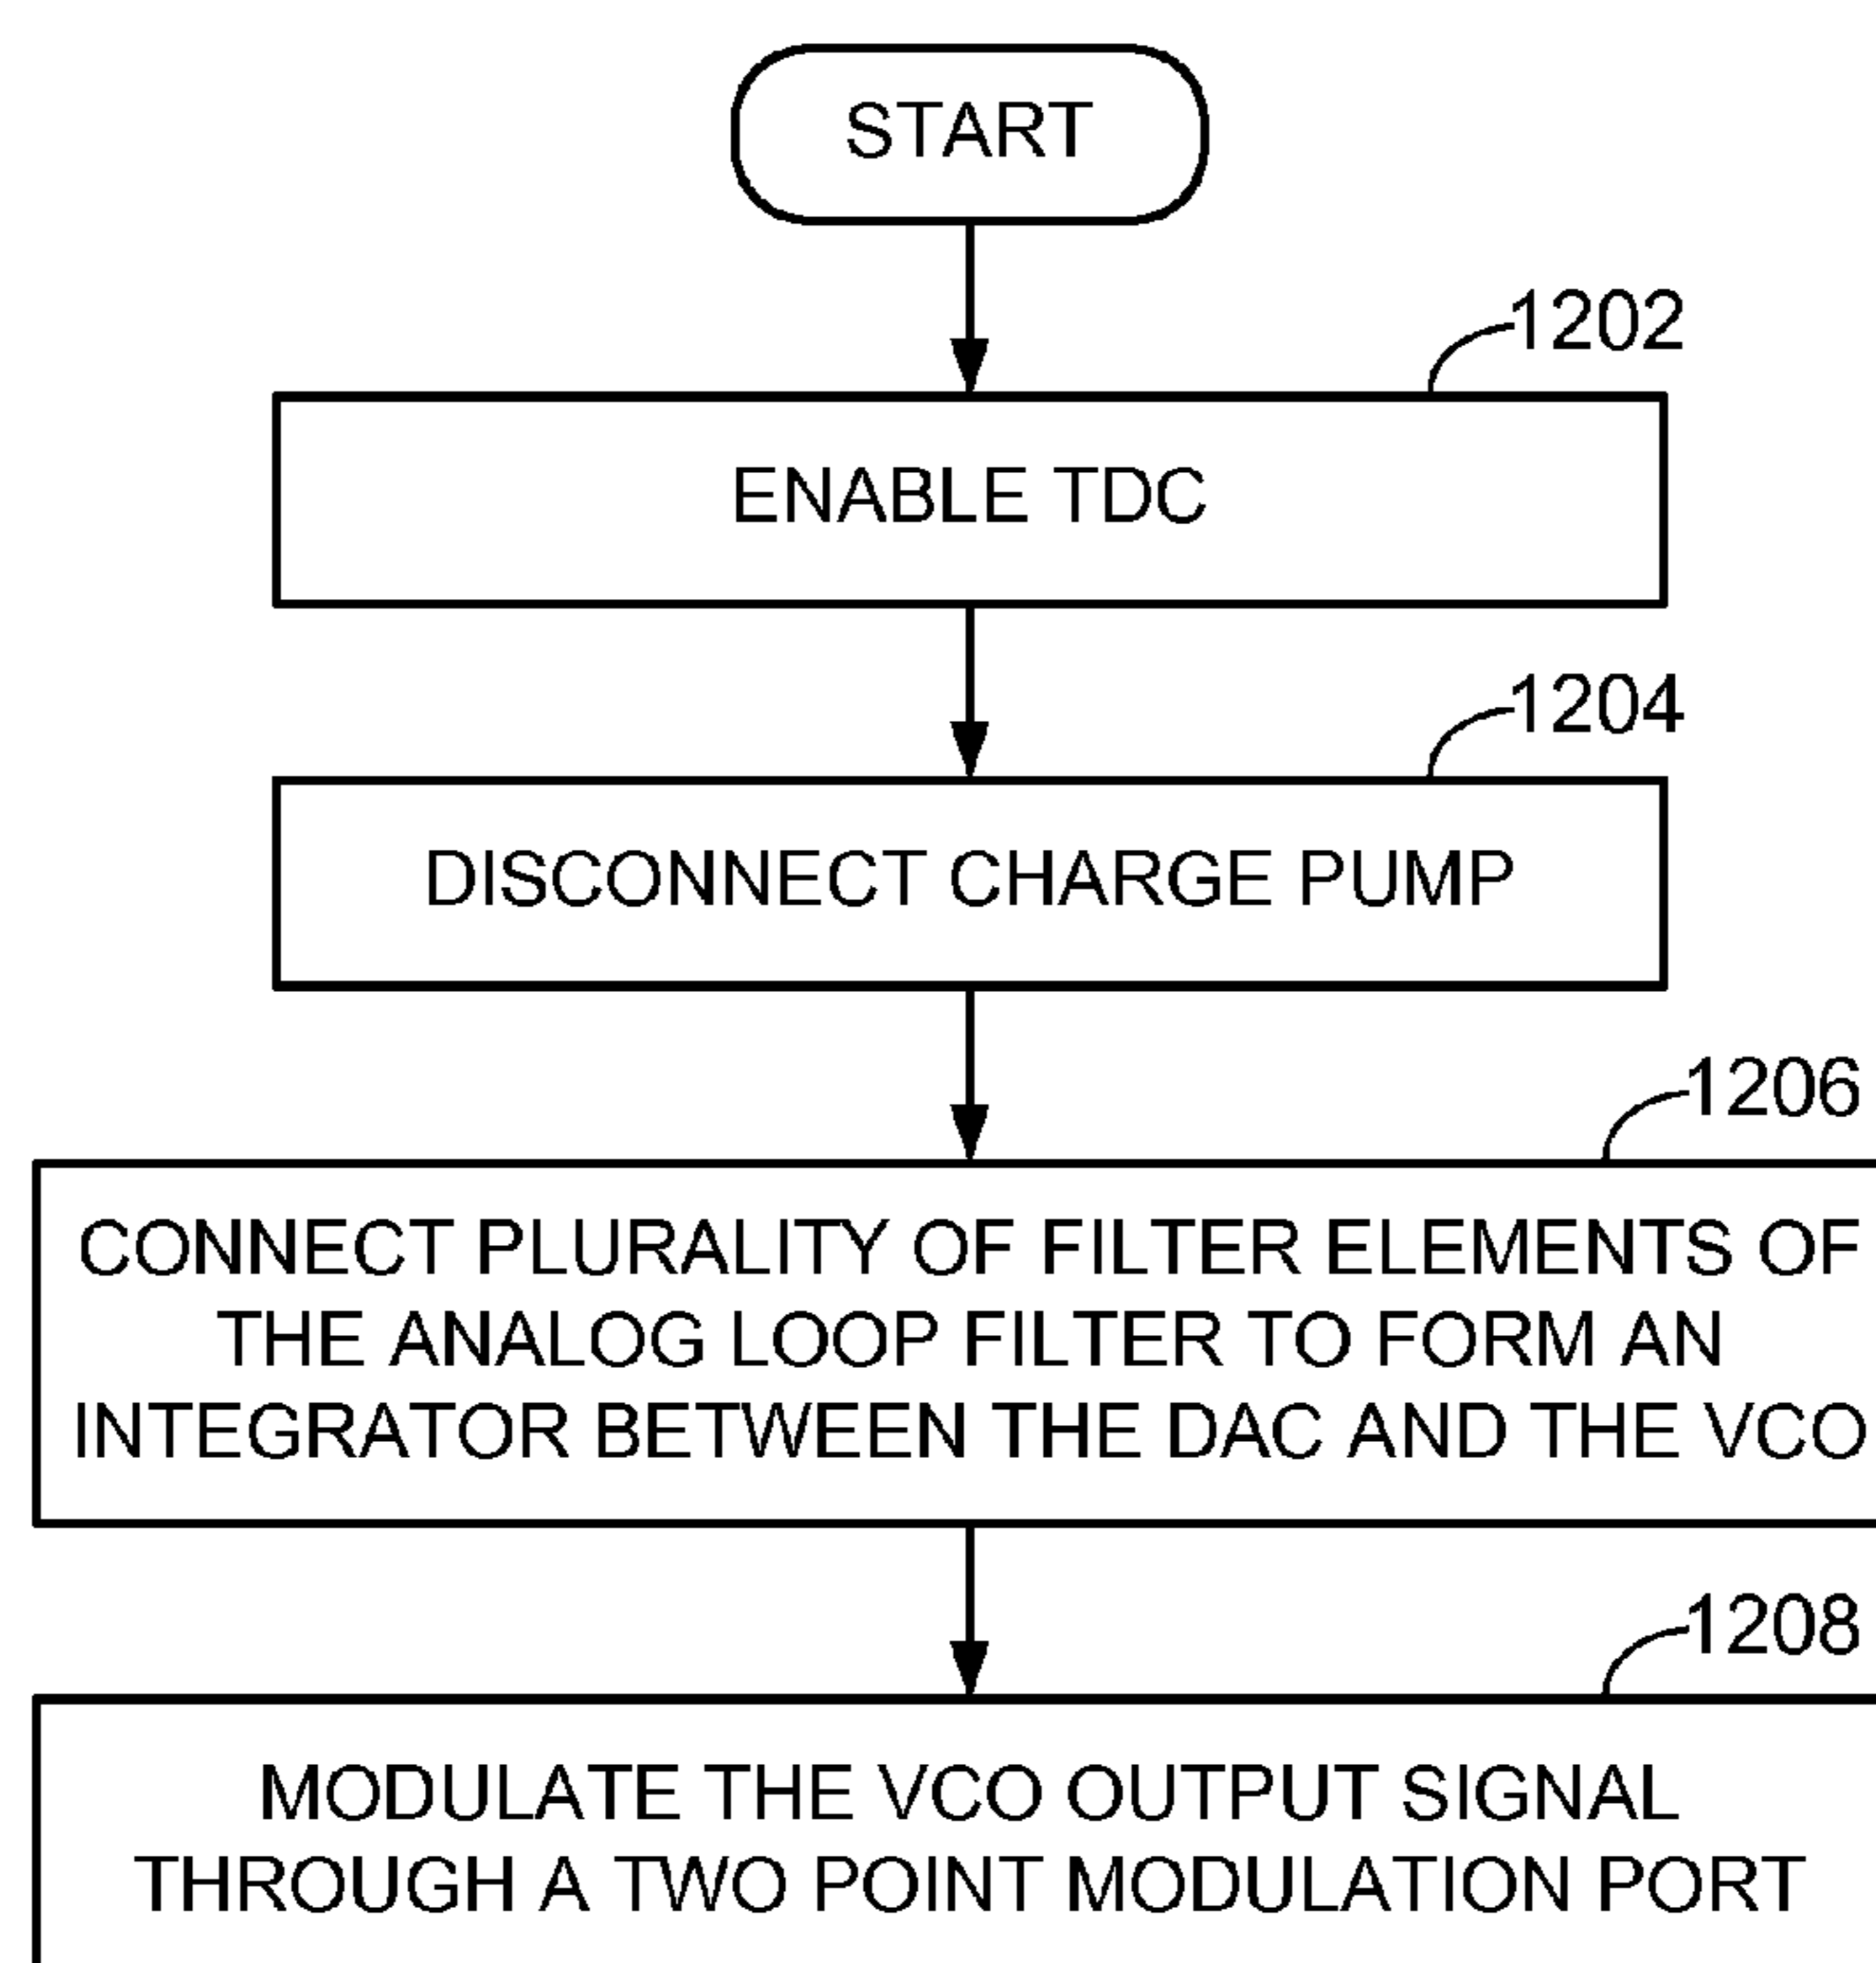 START
1202
ENABLE TDC
1204
DISCONNECT CHARGE PUMP
1206
CONNECT PLURALITY OF FILTER ELEMENTS OF
THE ANALOG LOOP FILTER TO FORM AN
INTEGRATOR BETWEEN THE DAC AND THE VCO
1208
MODULATE THE VCO OUTPUT SIGNAL
THROUGH A TWO POINT MODULATION PORT